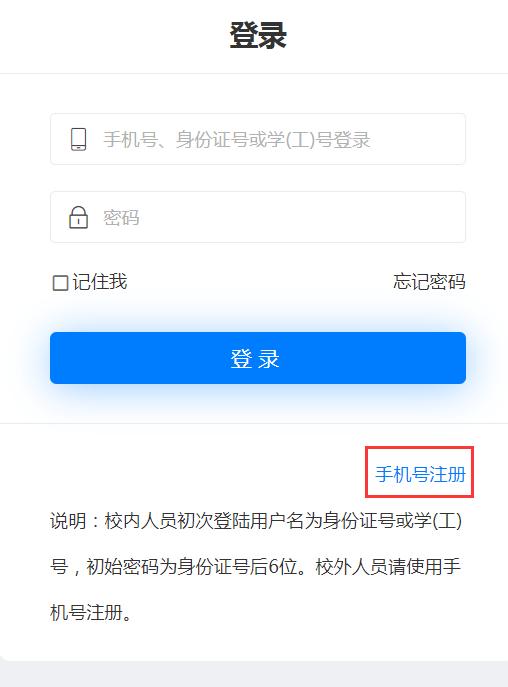 登录
手机号、身份证号或学(工)号登录
密码
记住我 忘记密码
登 录
手机号注册
说明：校内人员初次登陆用户名为身份证号或学(工)
号，初始密码为身份证号后6位。校外人员请使用手
机号注册。